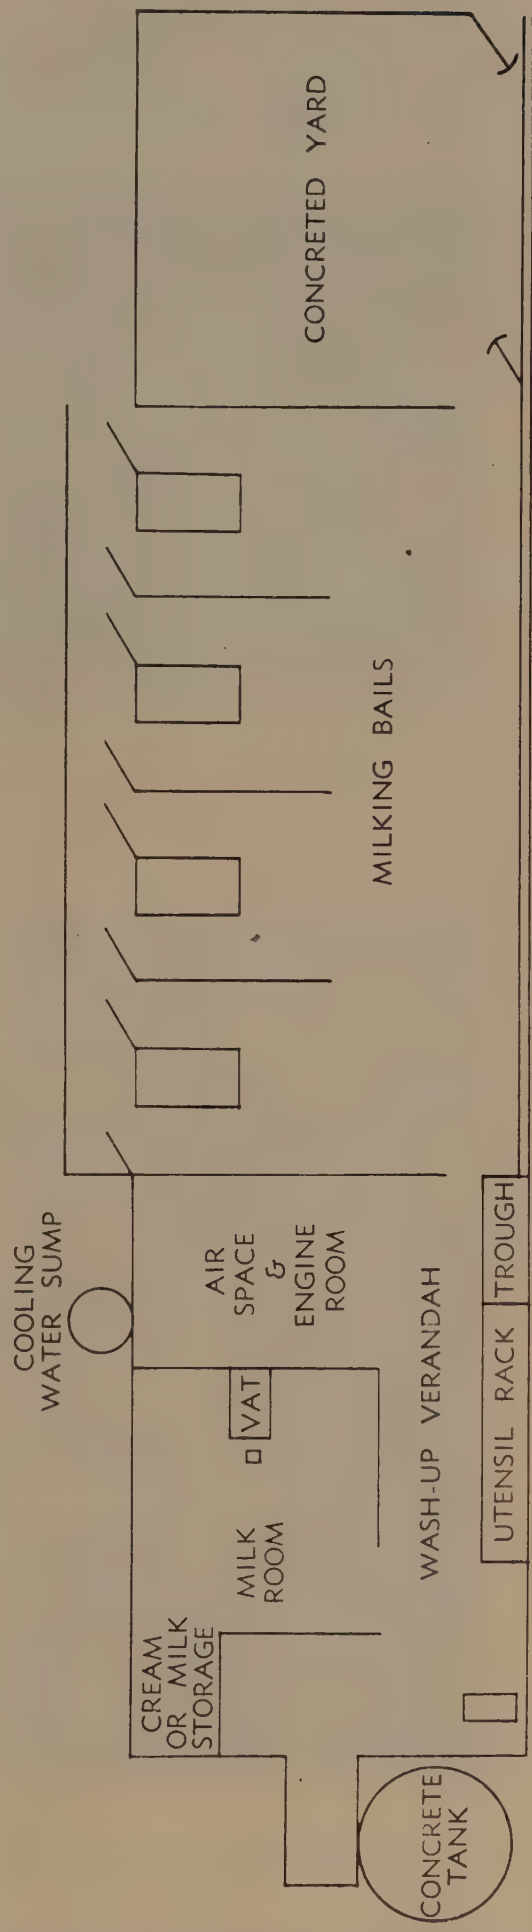 COOLING
WATER SUMP
CREAM
OR MILK
STORAGE
MILK
ROOM
VAT
AIR
SPACE
&
ENGINE
ROOM
MILKING BAILS
CONCRETED YARD
WASH-UP VERANDAH
CONCRETE
TANK
UTENSIL RACK
TROUGH